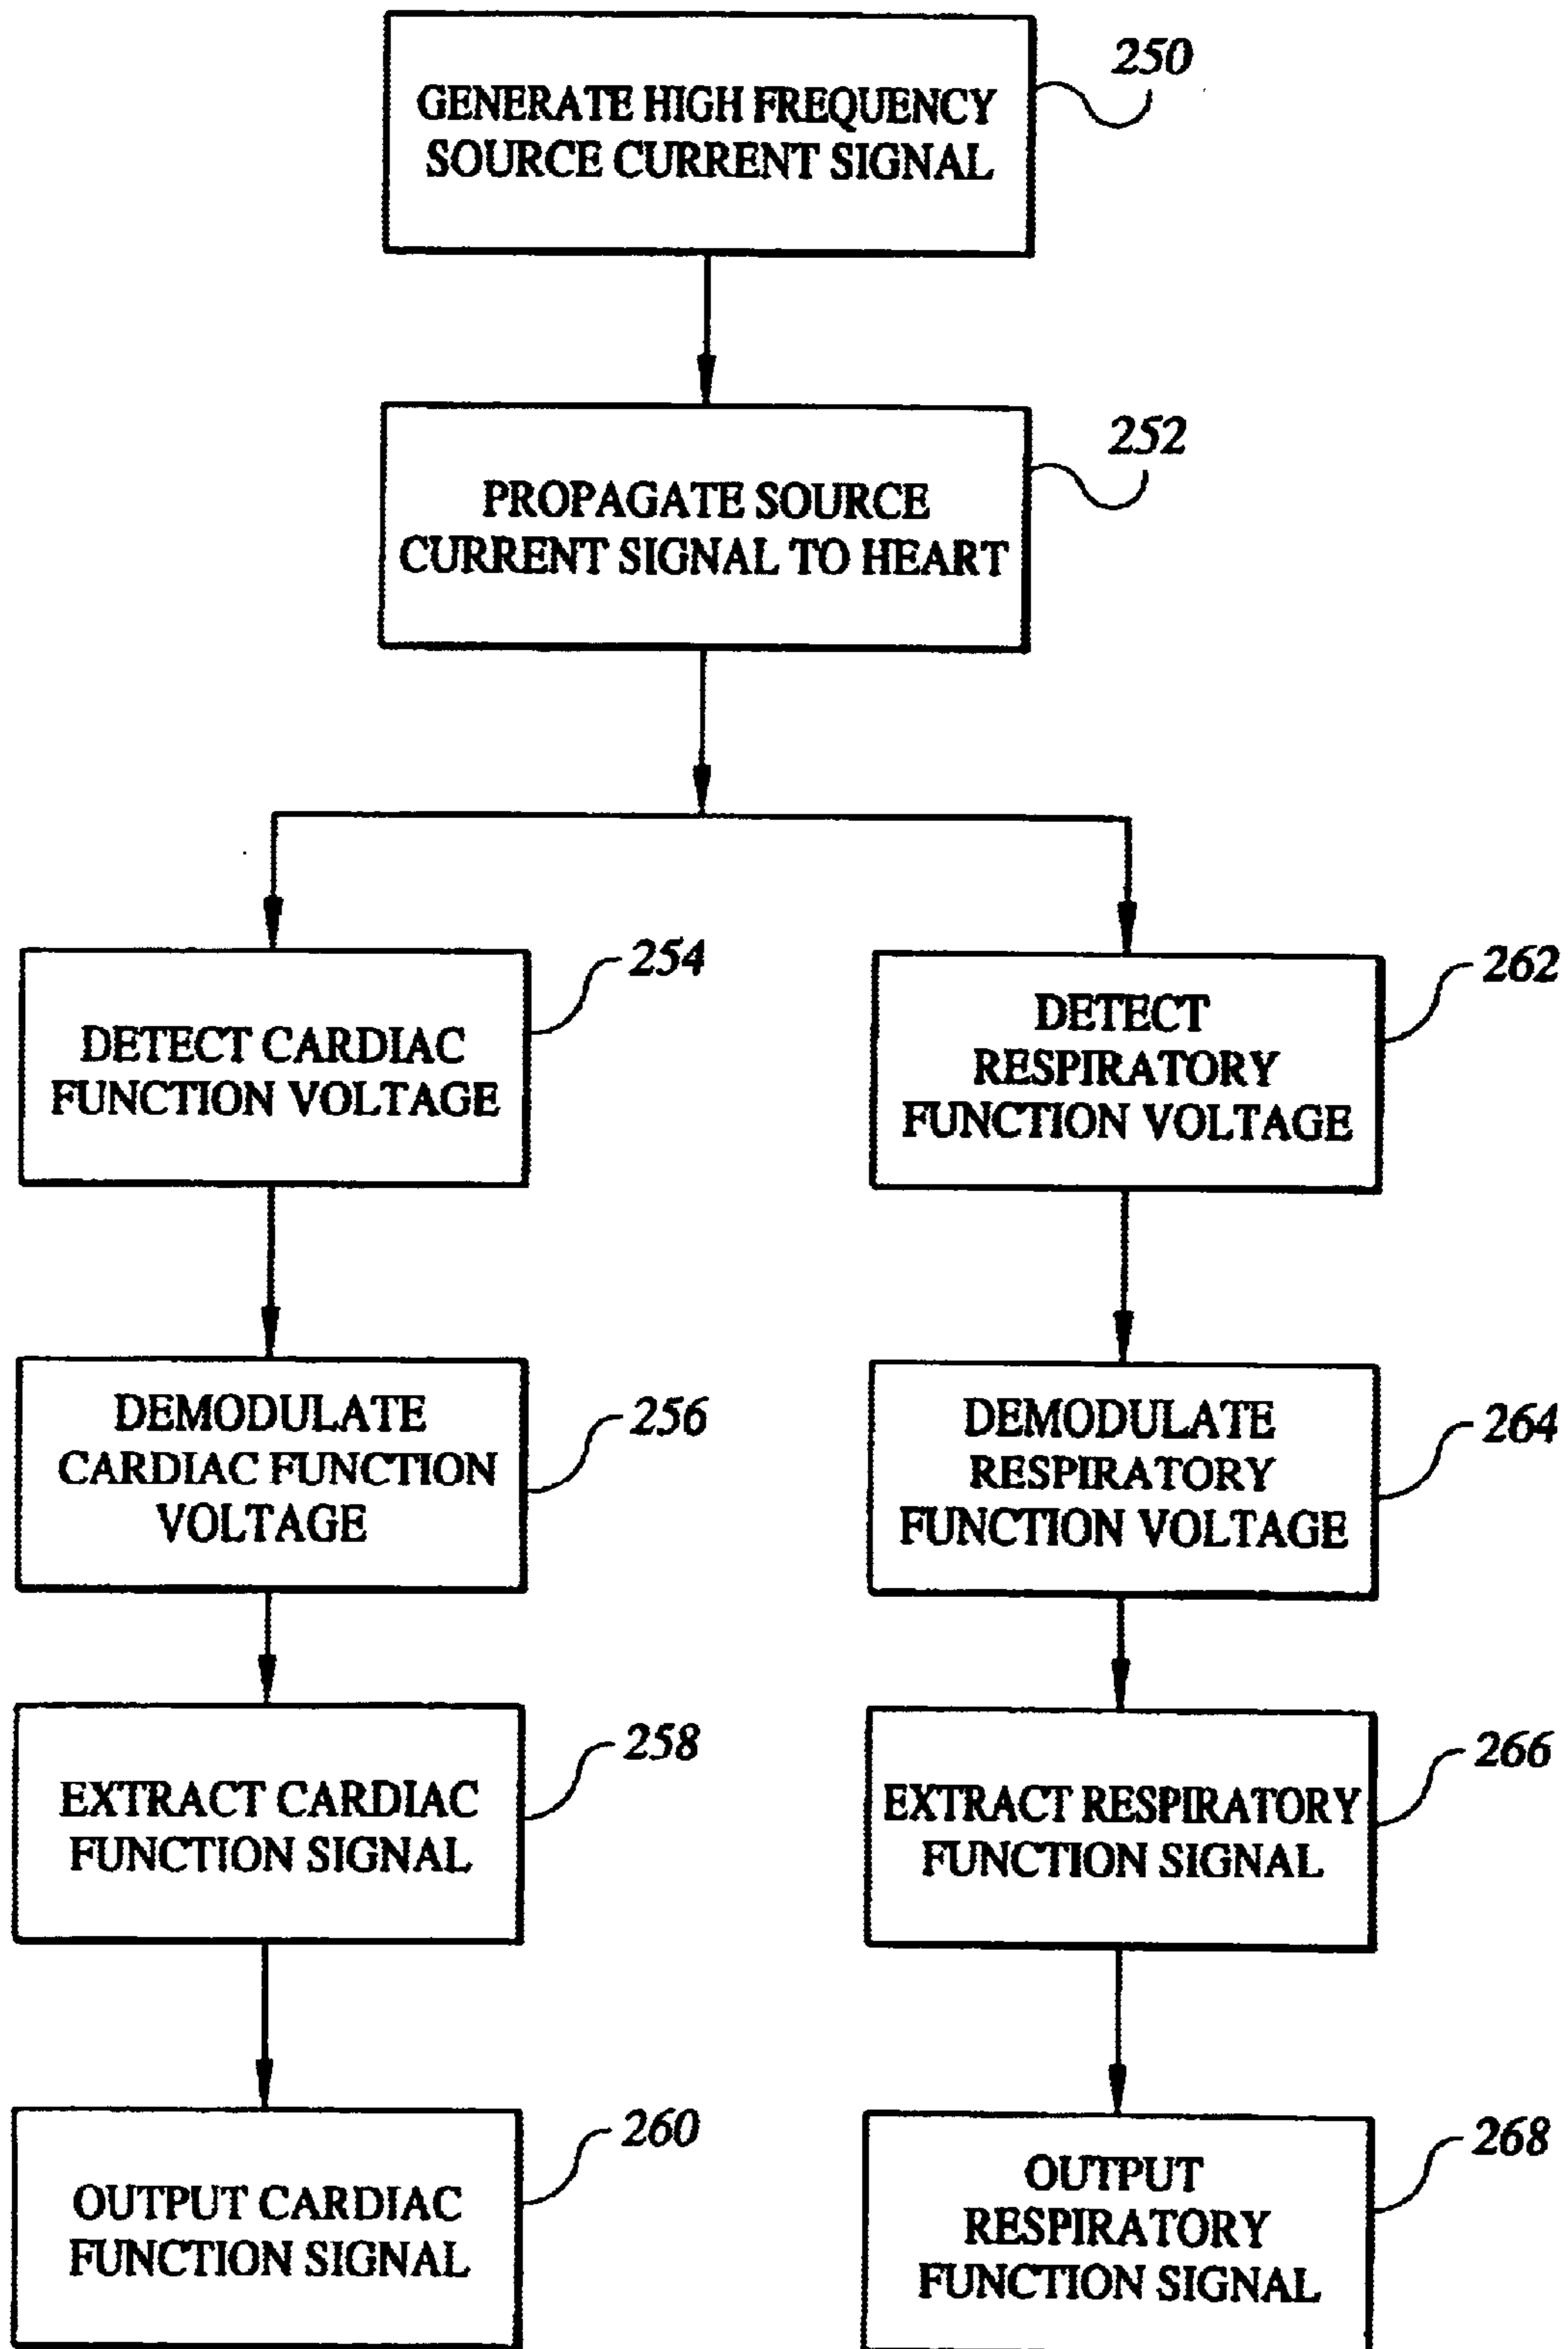 GENERATE HIGH FREQUENCY
SOURCE CURRENT SIGNAL
250
PROPAGATE SOURCE
CURRENT SIGNAL TO HEART
252
DETECT CARDIAC
FUNCTION VOLTAGE
254
DEMODULATE
CARDIAC FUNCTION
VOLTAGE
256
EXTRACT CARDIAC
FUNCTION SIGNAL
258
OUTPUT CARDIAC
FUNCTION SIGNAL
260
DETECT
RESPIRATORY
FUNCTION VOLTAGE
262
DEMODULATE
RESPIRATORY
FUNCTION VOLTAGE
264
EXTRACT RESPIRATORY
FUNCTION SIGNAL
266
OUTPUT
RESPIRATORY
FUNCTION SIGNAL
268